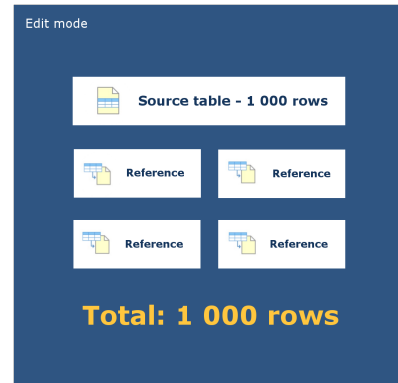 Edit mode
Source table - 1 000 rows
Reference
Reference
Reference
Reference
Total: 1 000 rows